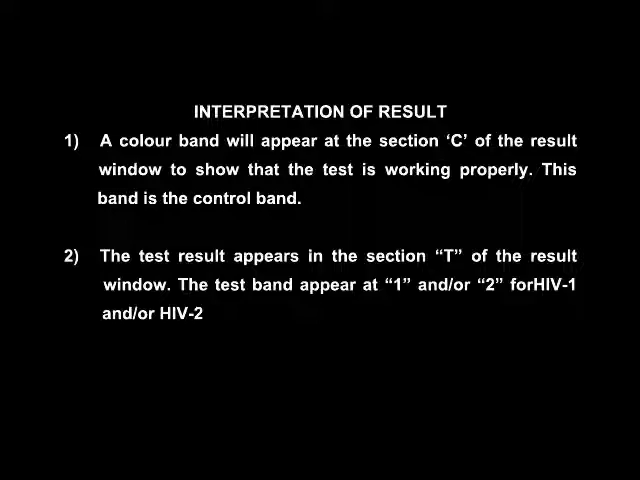 INTERPRETATION OF RESULT
1) A colour band will appear at the section ‘C’ of the result
window to show that the test is working properly. This
band is the control band.
2) The test result appears in the section “T” of the result
window. The test band appear at “1” and/or “2” forHIV-1
and/or HIV-2